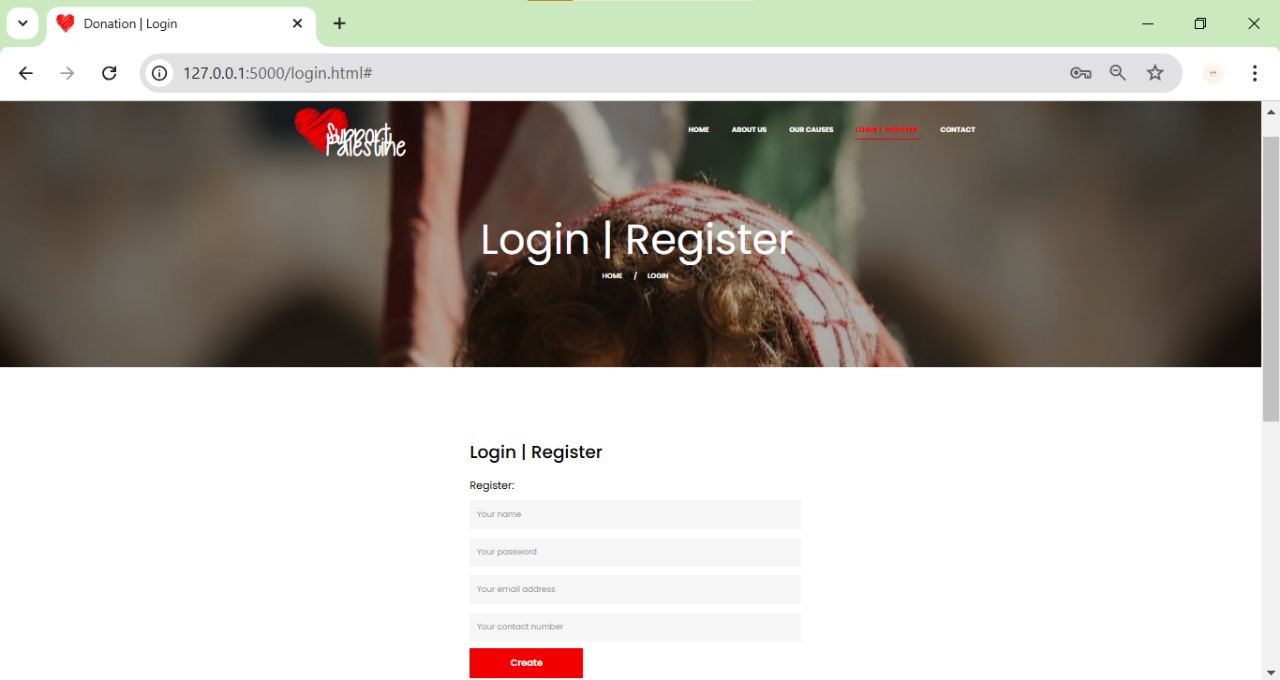 Donation | Login
127.0.0.1:5000/login.html#
Support
Palestine
HOME ABOUT US OUR CAUSES LOGIN | REGISTER CONTACT
Login | Register
HOME / LOGIN
Login | Register
Register:
Your name
Your password
Your email address
Your contact number
Create